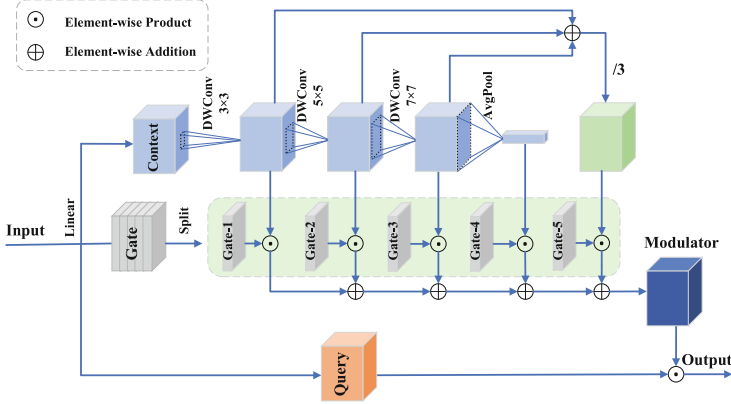 Element-wise Product
Element-wise Addition
/3
DWConv
3×3
DWConv
5×5
DWConv
7×7
AvgPool
Context
Linear
Input
Gate
Split
Gate-1
Gate-2
Gate-3
Gate-4
Gate-5
Modulator
Query
Output